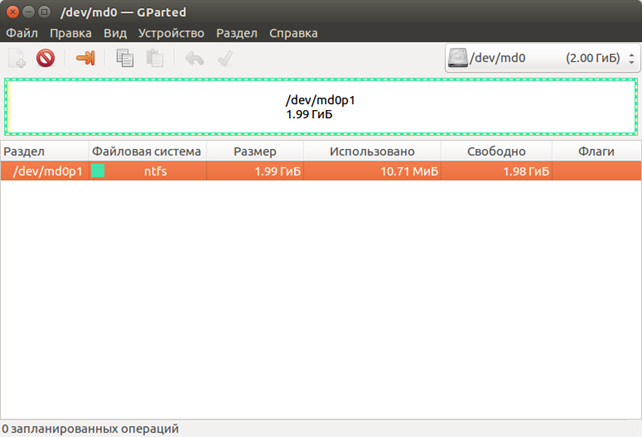 /dev/md0 — GParted
Файл Правка Вид Устройство Раздел Справка
/dev/md0 (2.00 ГиБ)
/dev/md0p1
1.99 ГиБ
Раздел Файловая система Размер Использовано Свободно Флаги
/dev/md0p1 ntfs 1.99 ГиБ 10.71 МиБ 1.98 ГиБ
0 запланированных операций